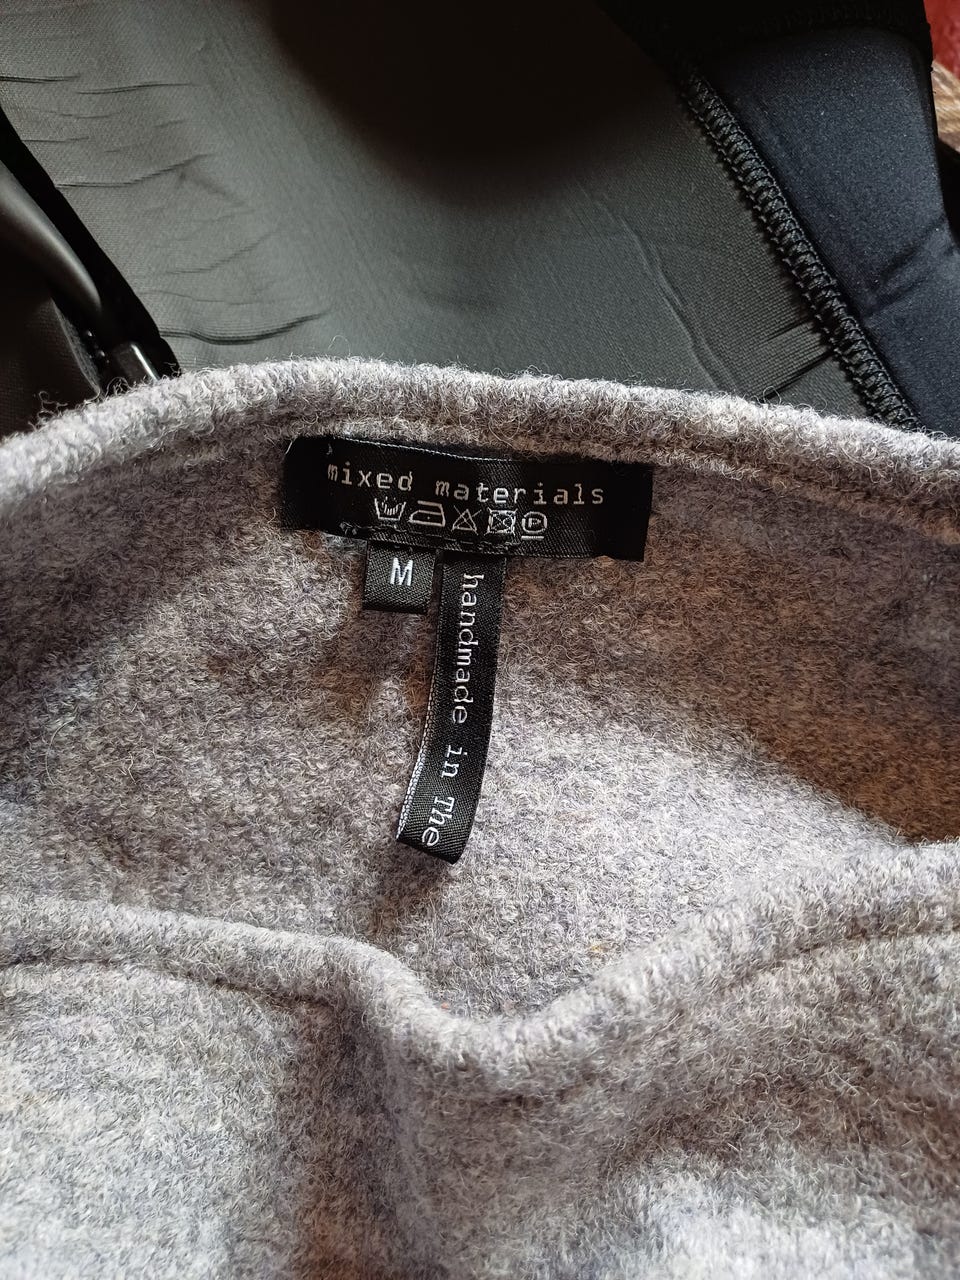 mixed materials
P
M
handmade in The